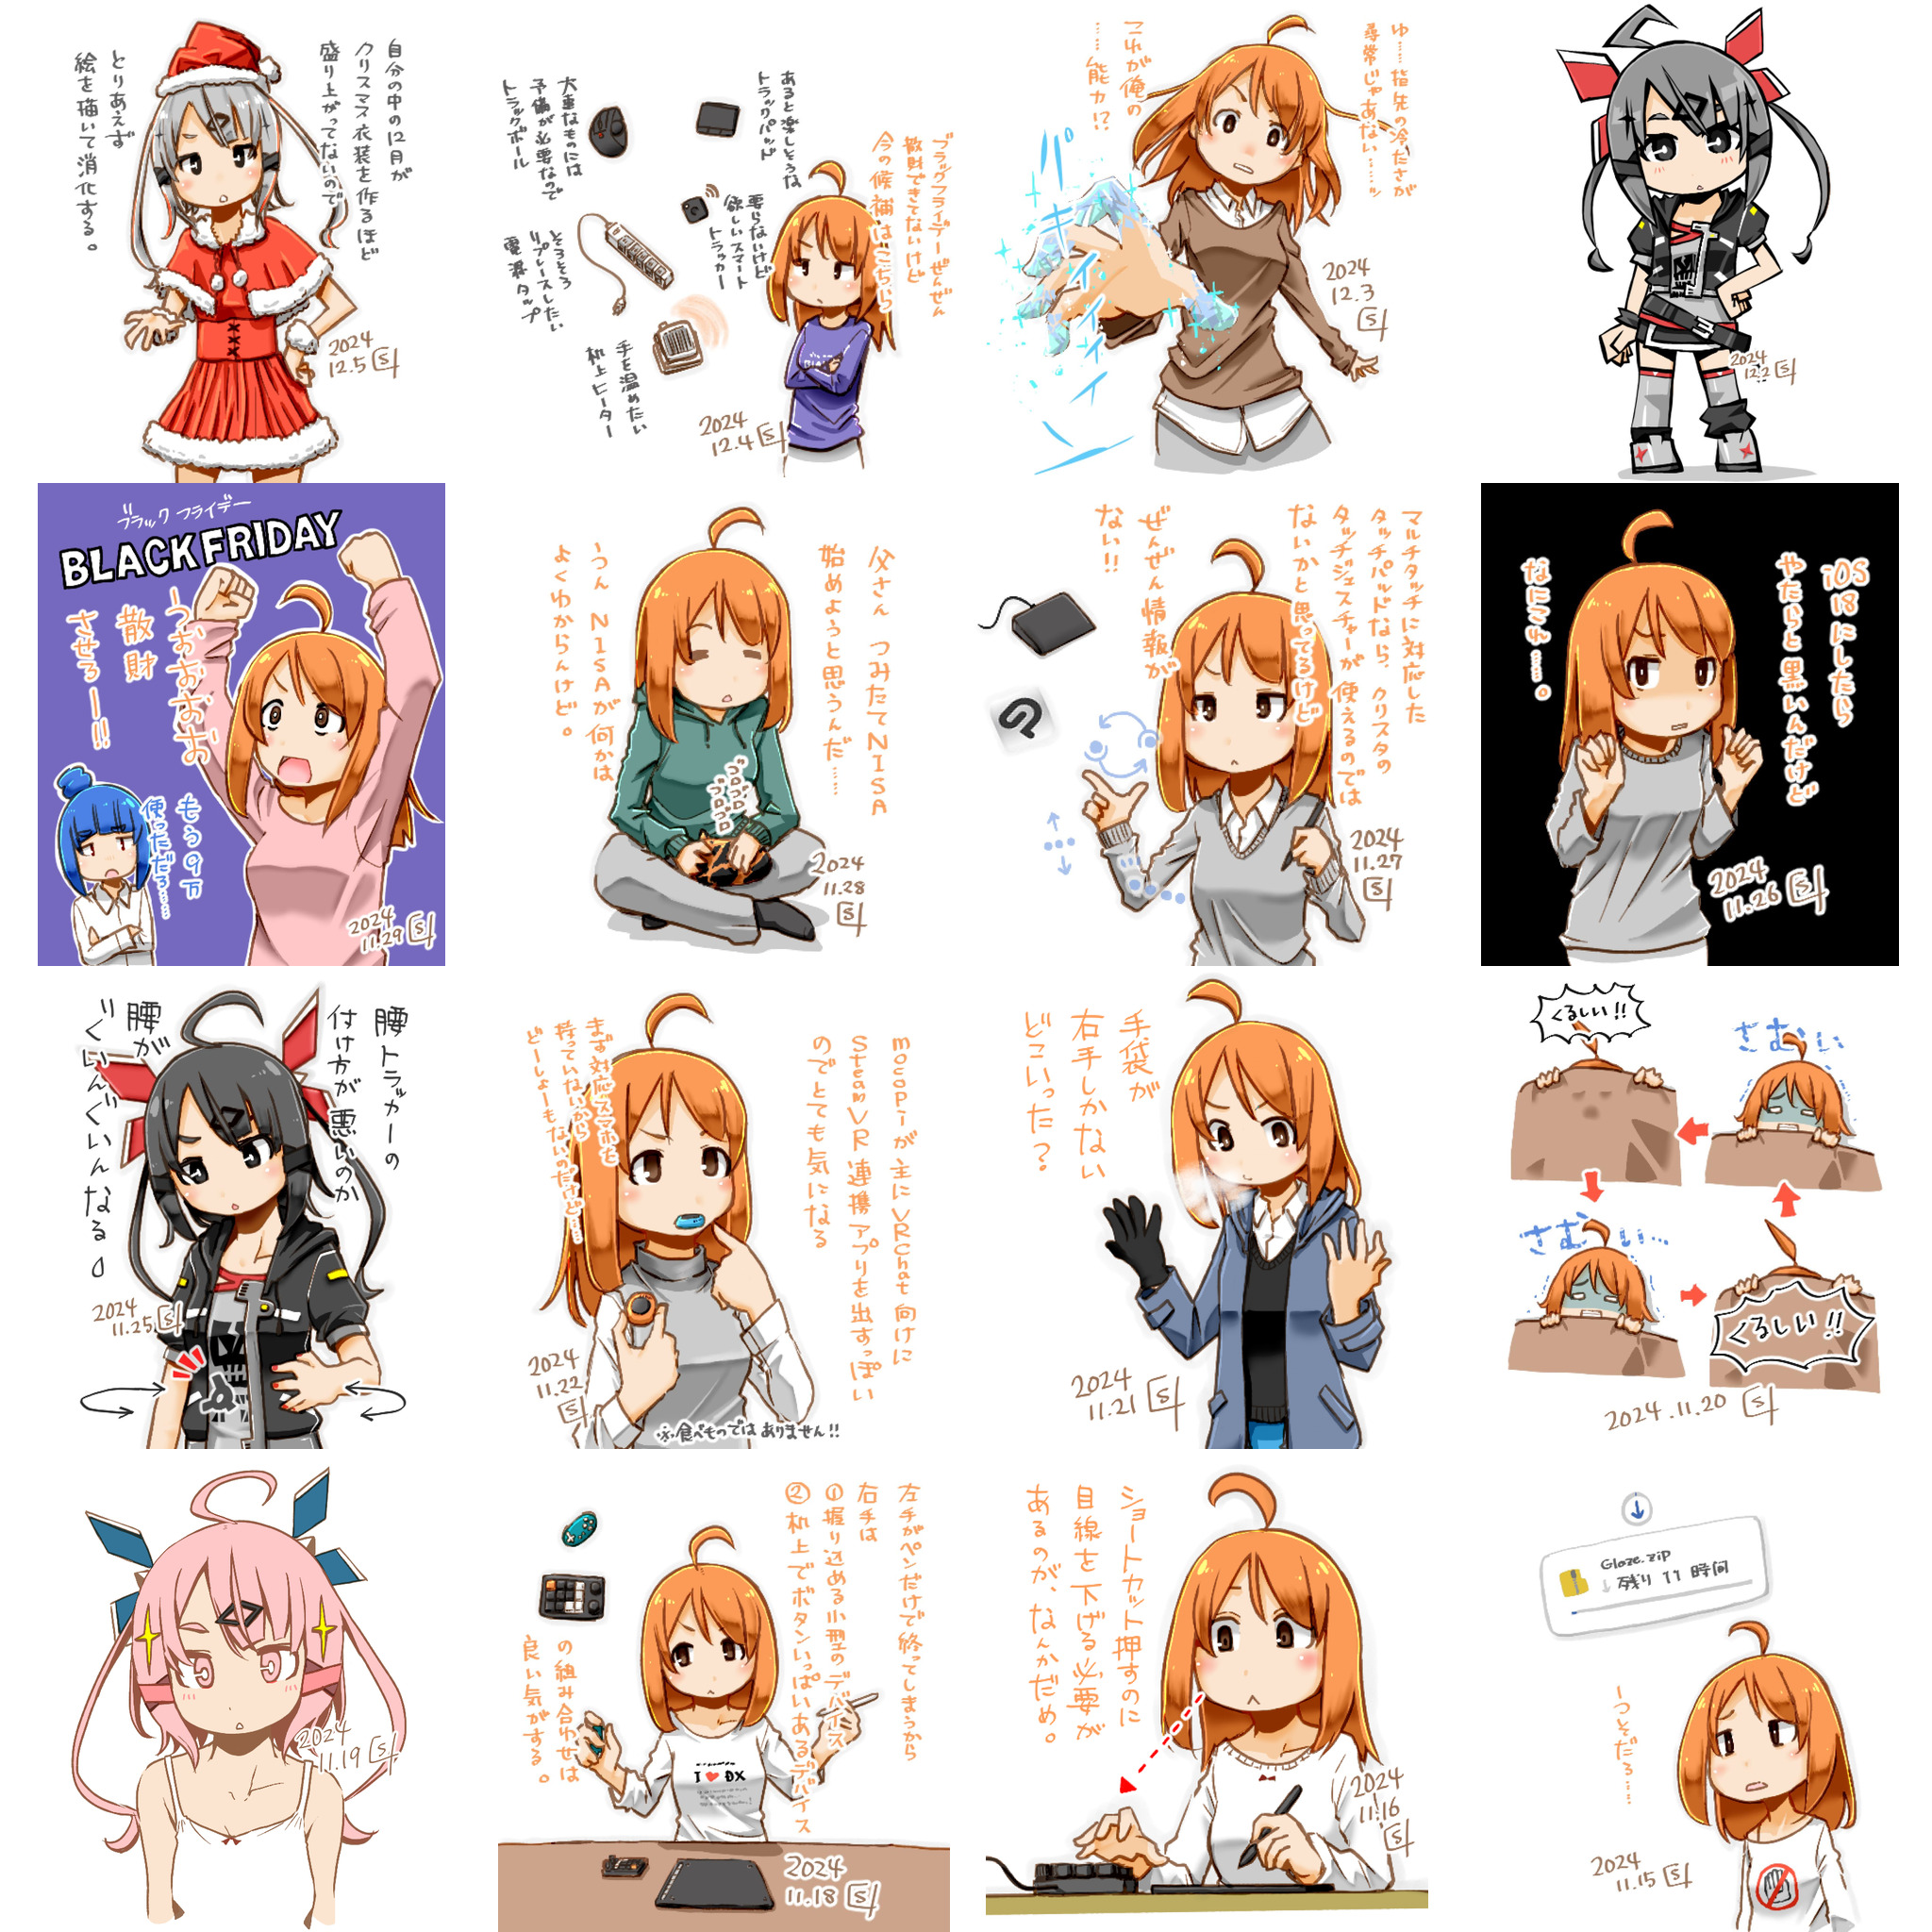 自分の中の12月が
クリスマス衣装を作るほど
盛り上がってないので
とりあえず
絵を描いて消化する。
2024
12.5
ブラックフライデーぜんぜん
散財できてないけど
今の候補はこちら
あると楽しそうな
トラックパッド
大事なものには
予備が必要なので
トラックボール
要らないけど
欲しいスマート
トラッカー
そろそろ
リプレースしたい
電源タップ
手を温めたい
机上ヒーター
2024
12.4
ゆ……指先の冷たさが
尋常じゃあない……ッ
これが俺の
……能力!?
パキィイイイン
2024
12.3
2024
12.2
ブラックフライデー
BLACK FRIDAY
うおおおお
散財
させろー!!
もう9万
使っただろ……
2024
11.29
父さん つみたてNISA
始めようと思うんだ……
うん NISAが何かは
よくわからんけど。
ゴロゴロ
ゴロゴロ
2024
11.28
マルチタッチに対応した
タッチパッドなら、クリスタの
タッチジェスチャーが使えるのでは
ないかと思ってるけど
ぜんぜん情報が
ない!!
2024
11.27
iOS
18にしたら
やたらと黒いんだけど
なにこれ……。
2024
11.26
腰トラッカーの
付け方が悪いのか
腰が
ぐいんぐいんなる。
2024
11.25
mocopiが主にVRChat向けに
SteamVR連携アプリを出すっぽい
のでとても気になる
まず対応スマホを
持っていないから
どーしょーもないのだけど……
2024
11.22
※食べものではありません!!
手袋が
右手しかない
どこいった?
2024
11.21
くるしい!!
さむい
さむい…
くるしい!!
2024.11.20
2024
11.19
左手がペンだけで終ってしまうから
右手は
①握り込める小型のデバイス
②机上でボタンいっぱいあるデバイス
の組み合わせは
良い気がする。
I ♥ DX
2024
11.18
ショートカット押すのに
目線を下げる必要が
あるのが、なんかだめ。
2024
11.16
Glaze.zip
↓残り 11 時間
うそだろ……
2024
11.15